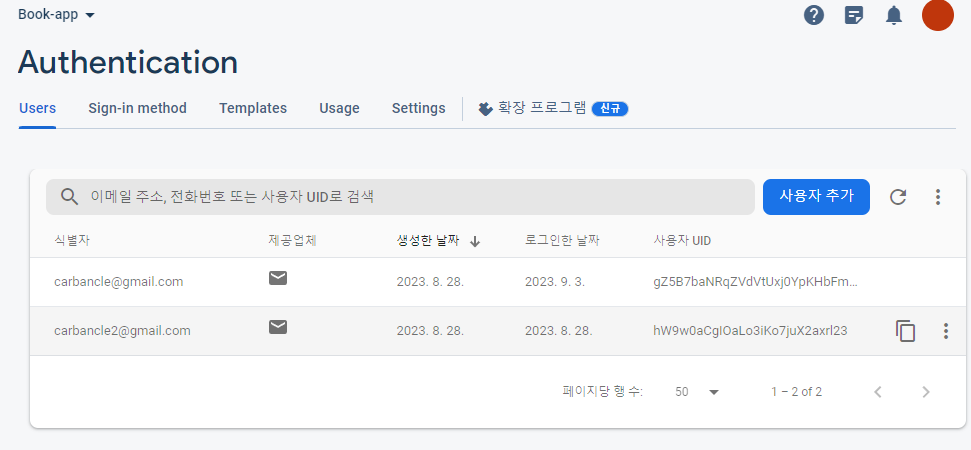 Book-app
Authentication
Users Sign-in method Templates Usage Settings 확장 프로그램 신규
이메일 주소, 전화번호 또는 사용자 UID로 검색 사용자 추가
식별자 제공업체 생성한 날짜 로그인한 날짜 사용자 UID
carbancle@gmail.com 2023. 8. 28. 2023. 9. 3. gZ5B7baNRqZVdVtUxj0YpKHbFm...
carbancle2@gmail.com 2023. 8. 28. 2023. 8. 28. hW9w0aCgIOaLo3iKo7juX2axrl23
페이지당 행 수: 50 1 – 2 of 2